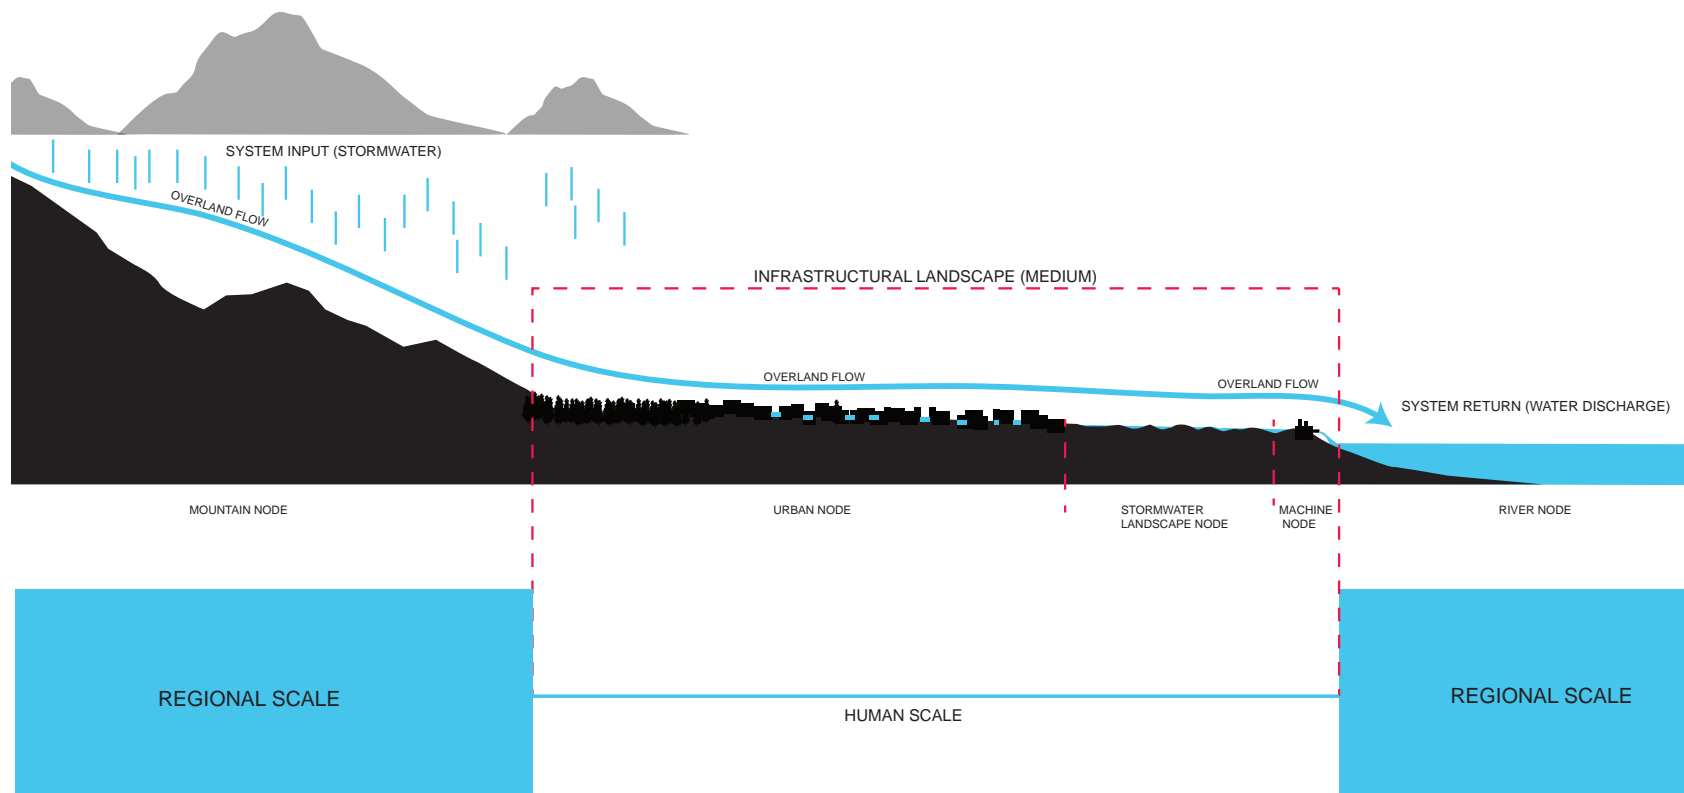 SYSTEM INPUT (STORMWATER)
OVERLAND FLOW
INFRASTRUCTURAL LANDSCAPE (MEDIUM)
OVERLAND FLOW
OVERLAND FLOW
SYSTEM RETURN (WATER DISCHARGE)
MOUNTAIN NODE
URBAN NODE
STORMWATER
LANDSCAPE NODE
MACHINE
NODE
RIVER NODE
REGIONAL SCALE
HUMAN SCALE
REGIONAL SCALE